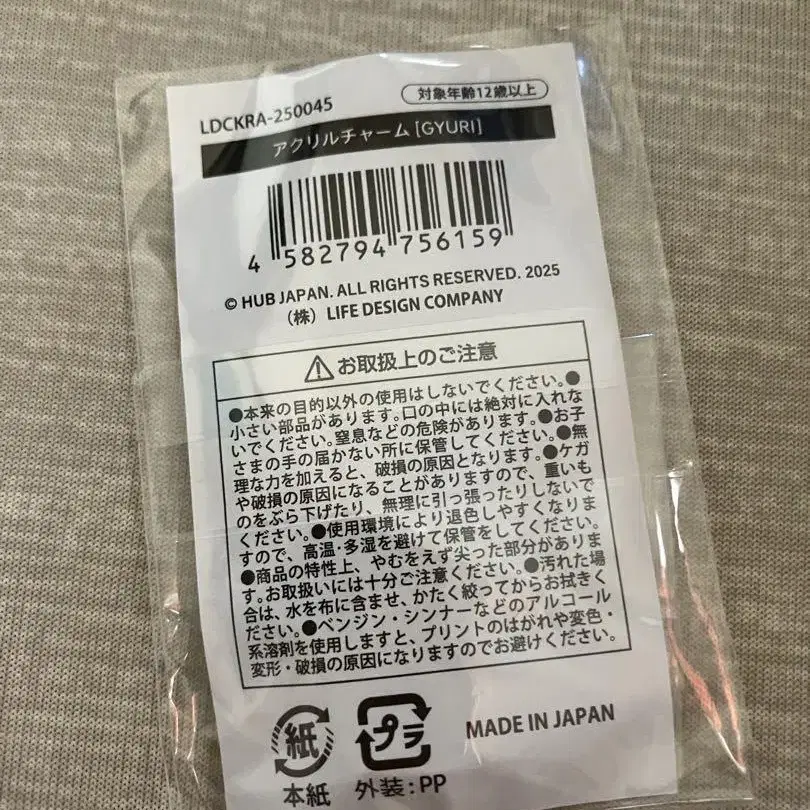 LDCKRA-250045
対象年齢12歳以上
アクリルチャーム [GYURI]
4 582794 756159
© HUB JAPAN. ALL RIGHTS RESERVED. 2025
（株） LIFE DESIGN COMPANY
お取扱上のご注意
●本来の目的以外の使用はしないでください。●
小さい部品があります。口の中には絶対に入れな
いでください。窒息などの危険があります。●お子
さまの手の届かない所に保管してください。●無
理な力を加えると、破損の原因となります。●ケガ
や破損の原因になることがありますので、重いも
のをぶら下げたり、無理に引っ張ったりしないで
ください。●使用環境により退色しやすくなりま
すので、高温・多湿を避けて保管をしてください。
●商品の特性上、やむをえず尖った部分がありま
す。お取扱いには十分ご注意ください。●汚れた場
合は、水を布に含ませ、かたく絞ってからお拭きく
ださい。●ベンジン・シンナーなどのアルコール
系溶剤を使用しますと、プリントのはがれや変色・
変形・破損の原因になりますのでお避けください。
紙
本紙
プラ
外装:PP
MADE IN JAPAN